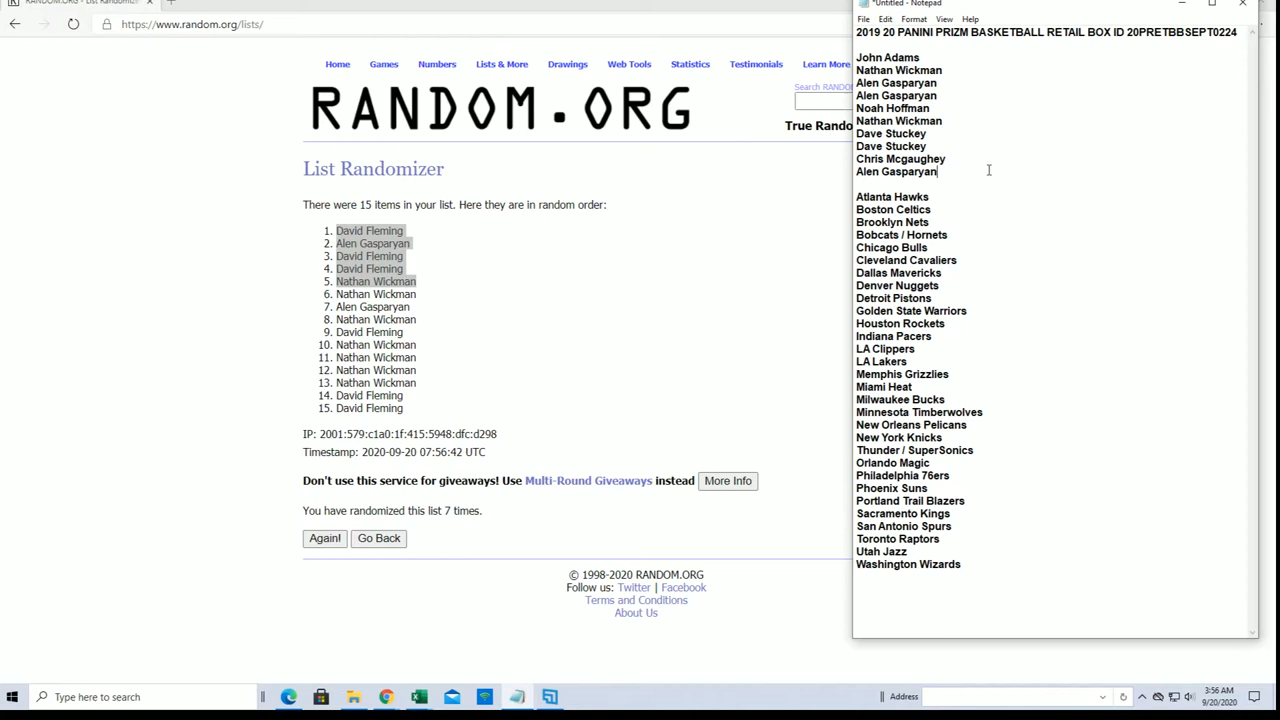 RANDOM.ORG - List Randomizer
https://www.random.org/lists/
Home Games Numbers Lists & More Drawings Web Tools Statistics Testimonials Learn More
Search RANDO
RANDOM.ORG
True Rando
List Randomizer
There were 15 items in your list. Here they are in random order:
1. David Fleming
2. Alen Gasparyan
3. David Fleming
4. David Fleming
5. Nathan Wickman
6. Nathan Wickman
7. Alen Gasparyan
8. Nathan Wickman
9. David Fleming
10. Nathan Wickman
11. Nathan Wickman
12. Nathan Wickman
13. Nathan Wickman
14. David Fleming
15. David Fleming
IP: 2001:579:c1a0:1f:415:5948:dfc:d298
Timestamp: 2020-09-20 07:56:42 UTC
Don't use this service for giveaways! Use Multi-Round Giveaways instead More Info
You have randomized this list 7 times.
Again! Go Back
© 1998-2020 RANDOM.ORG
Follow us: Twitter | Facebook
Terms and Conditions
About Us
*Untitled - Notepad
File Edit Format View Help
2019 20 PANINI PRIZM BASKETBALL RETAIL BOX ID 20PRETBBSEPT0224
John Adams
Nathan Wickman
Alen Gasparyan
Alen Gasparyan
Noah Hoffman
Nathan Wickman
Dave Stuckey
Dave Stuckey
Chris Mcgaughey
Alen Gasparyan
Atlanta Hawks
Boston Celtics
Brooklyn Nets
Bobcats / Hornets
Chicago Bulls
Cleveland Cavaliers
Dallas Mavericks
Denver Nuggets
Detroit Pistons
Golden State Warriors
Houston Rockets
Indiana Pacers
LA Clippers
LA Lakers
Memphis Grizzlies
Miami Heat
Milwaukee Bucks
Minnesota Timberwolves
New Orleans Pelicans
New York Knicks
Thunder / SuperSonics
Orlando Magic
Philadelphia 76ers
Phoenix Suns
Portland Trail Blazers
Sacramento Kings
San Antonio Spurs
Toronto Raptors
Utah Jazz
Washington Wizards
Type here to search
Address
3:56 AM
9/20/2020